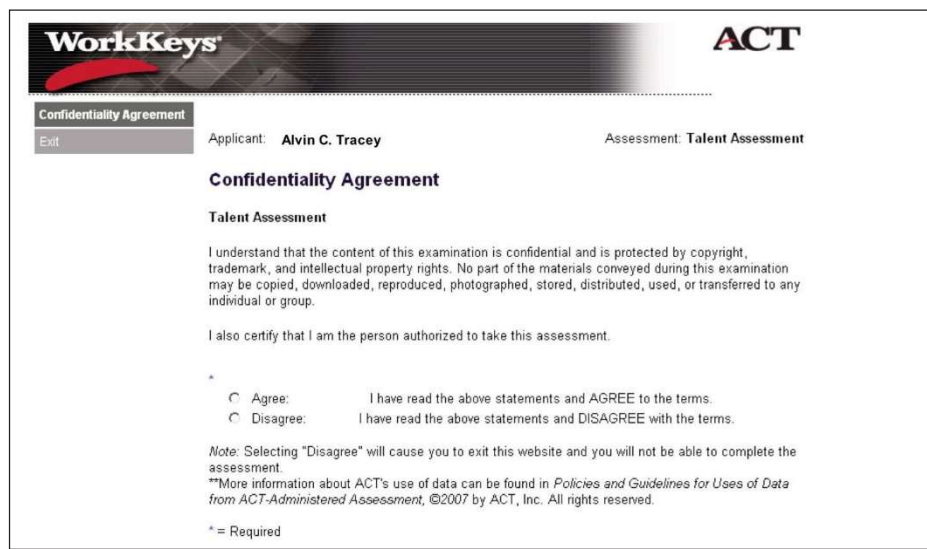 WorkKeys®
ACT
Confidentiality Agreement
Exit
Applicant: Alvin C. Tracey
Assessment: Talent Assessment
Confidentiality Agreement
Talent Assessment
I understand that the content of this examination is confidential and is protected by copyright,
trademark, and intellectual property rights. No part of the materials conveyed during this examination
may be copied, downloaded, reproduced, photographed, stored, distributed, used, or transferred to any
individual or group.
I also certify that I am the person authorized to take this assessment.
*
Agree: I have read the above statements and AGREE to the terms.
Disagree: I have read the above statements and DISAGREE with the terms.
Note: Selecting "Disagree" will cause you to exit this website and you will not be able to complete the
assessment.
**More information about ACT's use of data can be found in Policies and Guidelines for Uses of Data
from ACT-Administered Assessment, ©2007 by ACT, Inc. All rights reserved.
* = Required